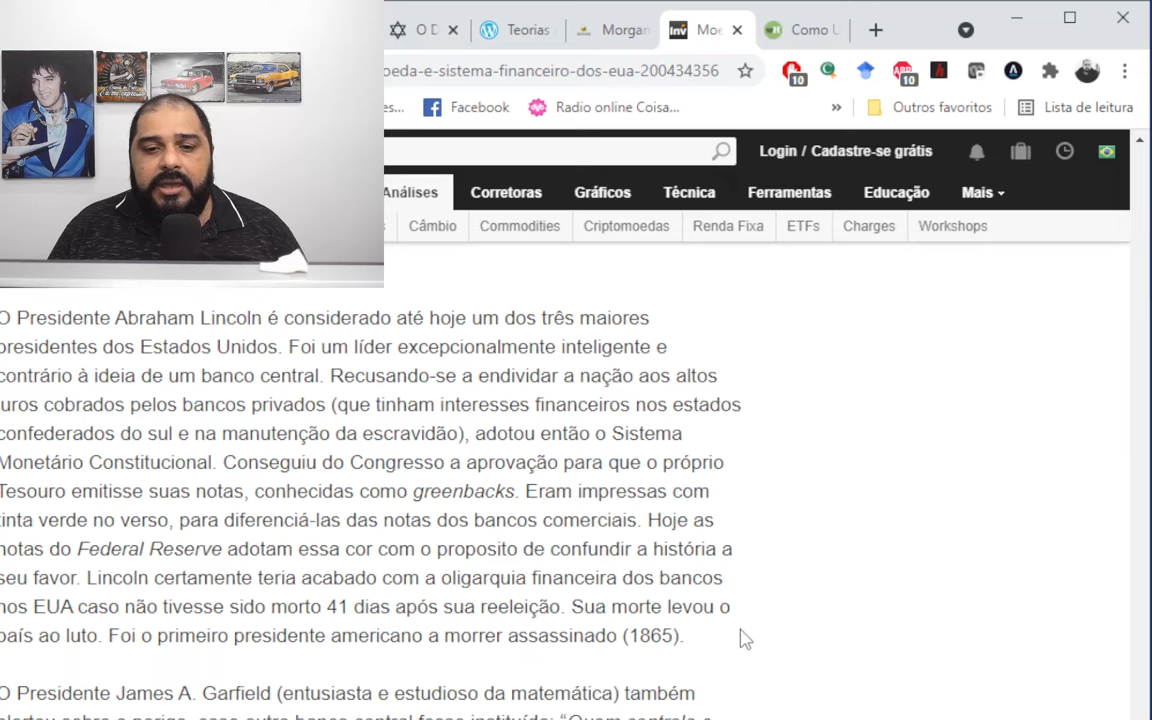 O D
Teorias
Morgan
Moe
Como U
oeda-e-sistema-financeiro-dos-eua-200434356
10
10
es...
Facebook
Radio online Coisa...
»
Outros favoritos
Lista de leitura
Login / Cadastre-se grátis
Análises
Corretoras
Gráficos
Técnica
Ferramentas
Educação
Mais
Câmbio
Commodities
Criptomoedas
Renda Fixa
ETFs
Charges
Workshops
O Presidente Abraham Lincoln é considerado até hoje um dos três maiores
presidentes dos Estados Unidos. Foi um líder excepcionalmente inteligente e
contrário à ideia de um banco central. Recusando-se a endividar a nação aos altos
juros cobrados pelos bancos privados (que tinham interesses financeiros nos estados
confederados do sul e na manutenção da escravidão), adotou então o Sistema
Monetário Constitucional. Conseguiu do Congresso a aprovação para que o próprio
Tesouro emitisse suas notas, conhecidas como greenbacks. Eram impressas com
tinta verde no verso, para diferenciá-las das notas dos bancos comerciais. Hoje as
notas do Federal Reserve adotam essa cor com o proposito de confundir a história a
seu favor. Lincoln certamente teria acabado com a oligarquia financeira dos bancos
nos EUA caso não tivesse sido morto 41 dias após sua reeleição. Sua morte levou o
país ao luto. Foi o primeiro presidente americano a morrer assassinado (1865).
O Presidente James A. Garfield (entusiasta e estudioso da matemática) também